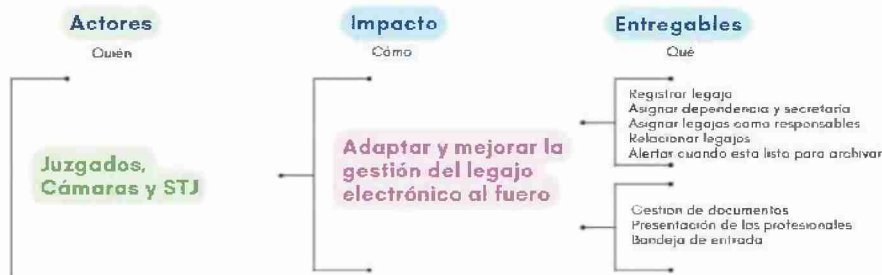 Actores
Quién
Impacto
Cómo
Entregables
Qué
Juzgados,
Cámaras y STJ
Adaptar y mejorar la
gestión del legajo
electrónico al fuero
Registrar legajo
Asignar dependencia y secretaría
Asignar legajos como responsables
Relacionar legajos
Alertar cuando esta listo para archivar
Gestion de documentos
Presentación de los profesionales
Bandeja de entrada